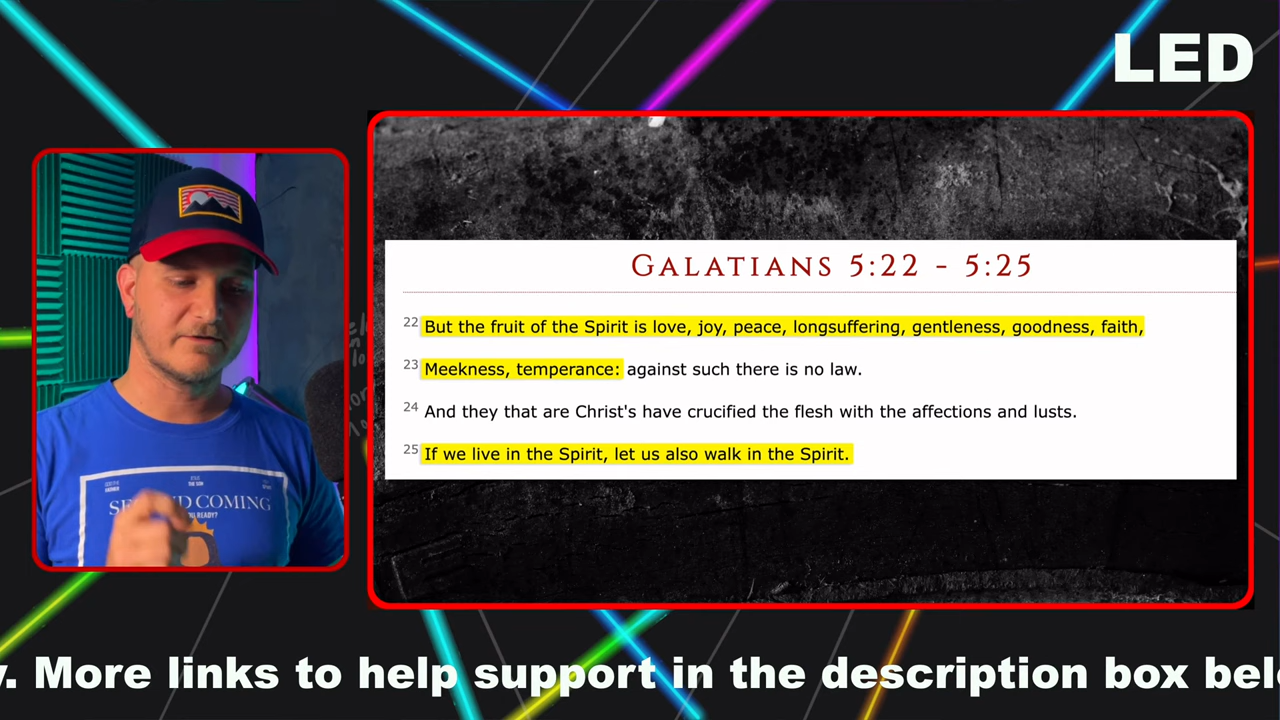 LED
GALATIANS 5:22 - 5:25
22 But the fruit of the Spirit is love, joy, peace, longsuffering, gentleness, goodness, faith,
23 Meekness, temperance: against such there is no law.
24 And they that are Christ's have crucified the flesh with the affections and lusts.
25 If we live in the Spirit, let us also walk in the Spirit.
COMING
READY?
y. More links to help support in the description box bel